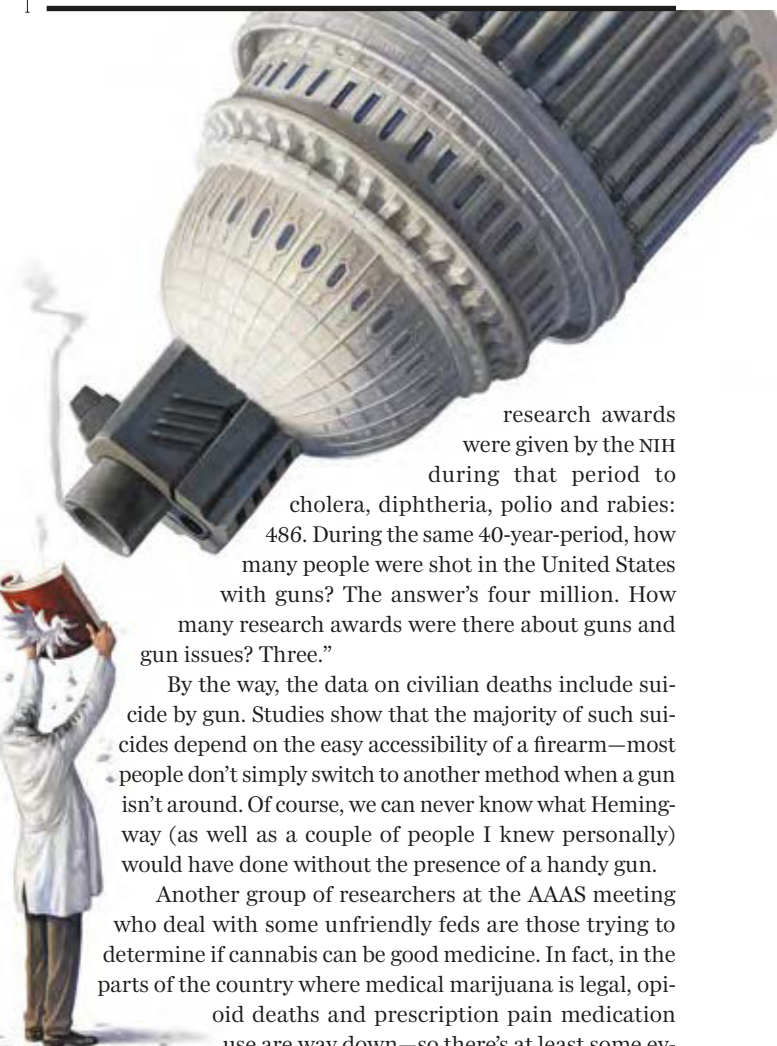 research awards
were given by the NIH
during that period to
cholera, diphtheria, polio and rabies:
486. During the same 40-year-period, how
many people were shot in the United States
with guns? The answer’s four million. How
many research awards were there about guns and
gun issues? Three.”
By the way, the data on civilian deaths include sui-
cide by gun. Studies show that the majority of such sui-
cides depend on the easy accessibility of a firearm—most
people don’t simply switch to another method when a gun
isn’t around. Of course, we can never know what Heming-
way (as well as a couple of people I knew personally)
would have done without the presence of a handy gun.
Another group of researchers at the AAAS meeting
who deal with some unfriendly feds are those trying to
determine if cannabis can be good medicine. In fact, in the
parts of the country where medical marijuana is legal, opi-
oid deaths and prescription pain medication
use are way down—so there’s at least some ev-